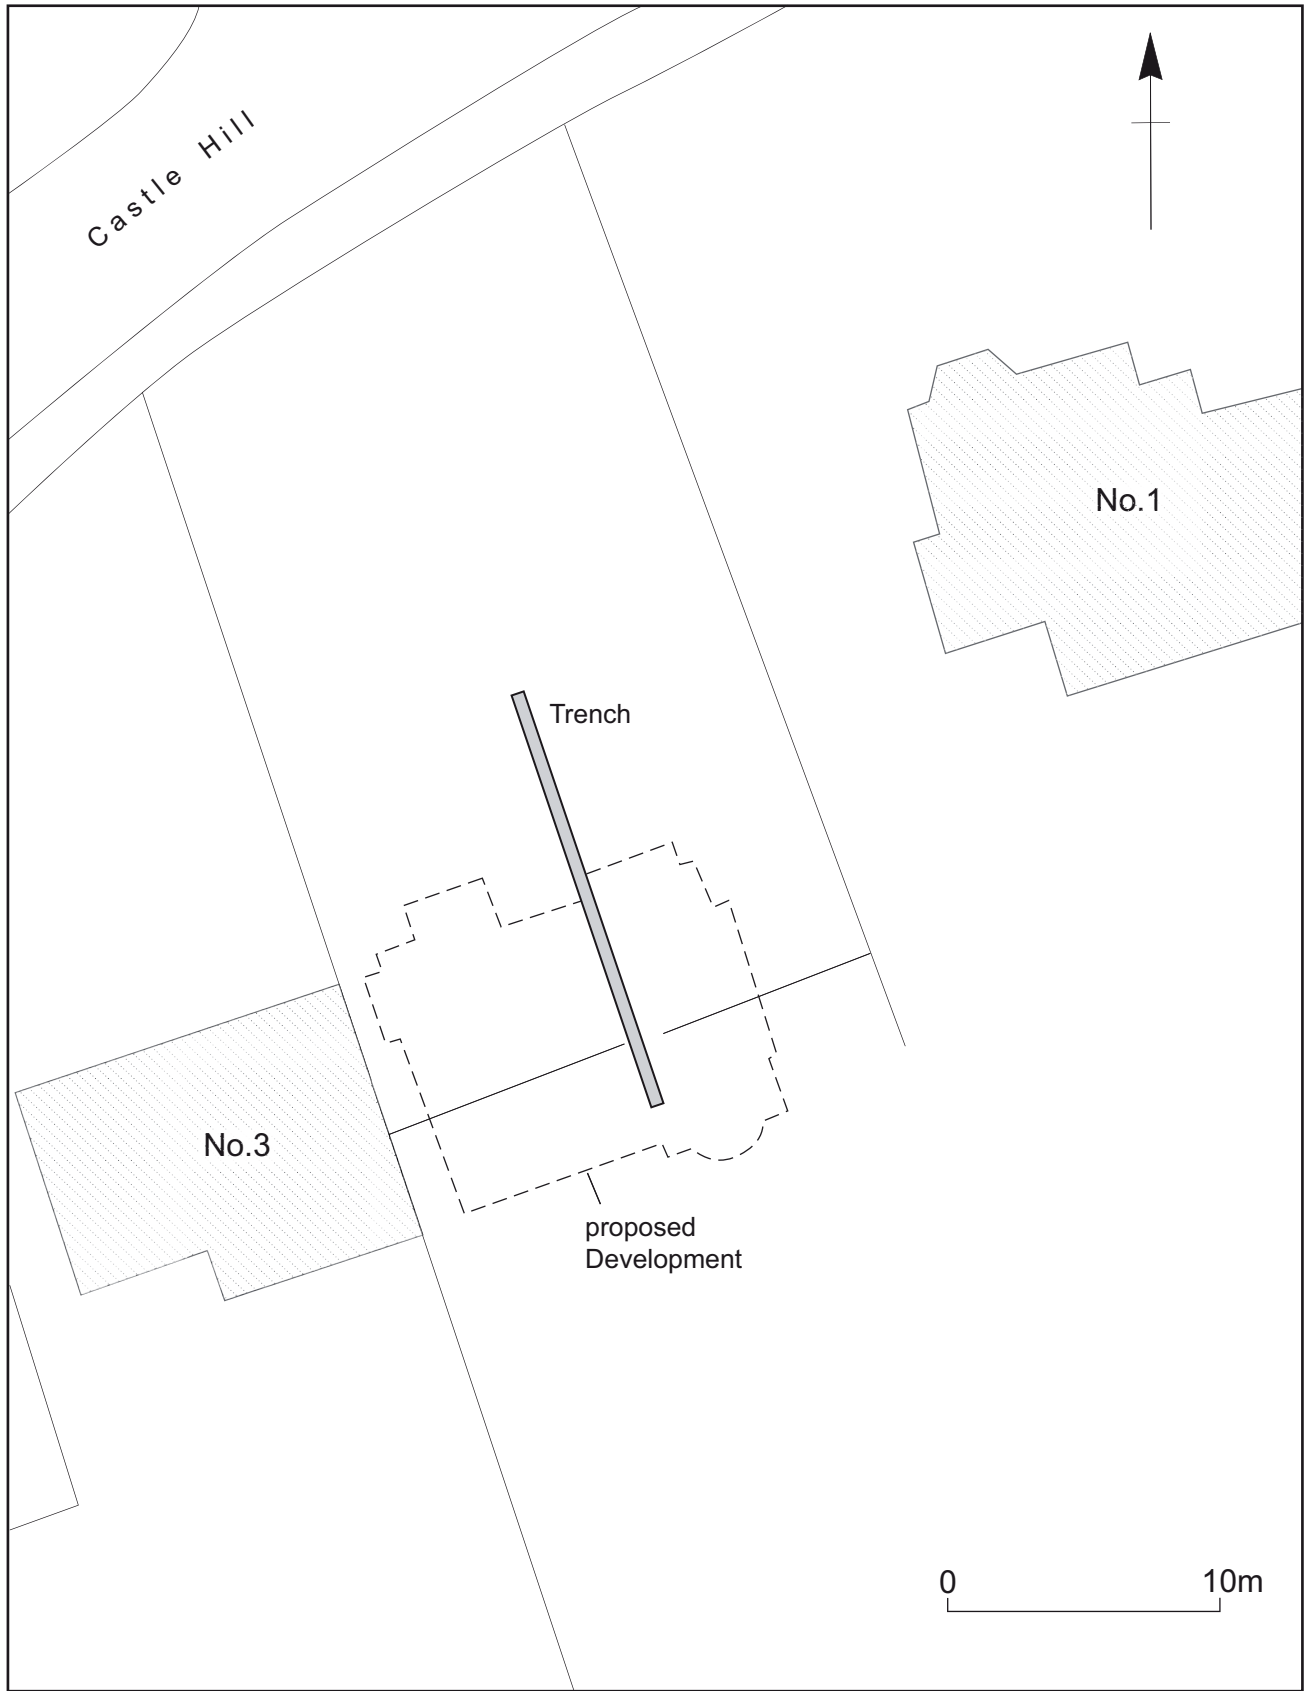 Castle Hill
No.1
Trench
No.3
proposed
Development
0 10m